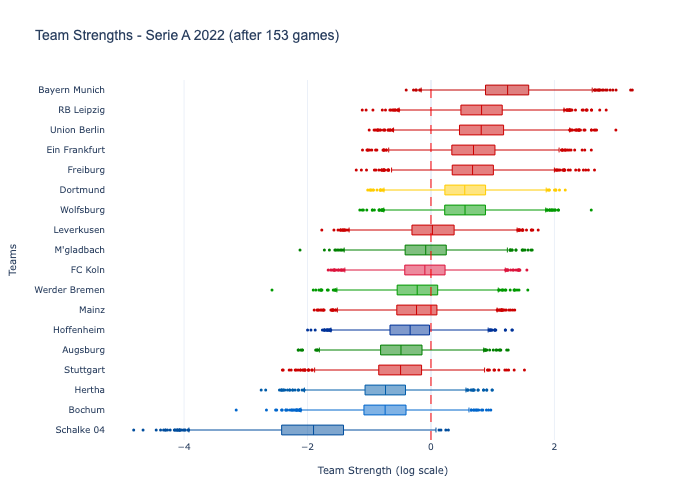 Team Strengths - Serie A 2022 (after 153 games)
Bayern Munich
RB Leipzig
Union Berlin
Ein Frankfurt
Freiburg
Dortmund
Wolfsburg
Leverkusen
M'gladbach
FC Koln
Werder Bremen
Mainz
Hoffenheim
Augsburg
Stuttgart
Hertha
Bochum
Schalke 04
Teams
−4 −2 0 2
Team Strength (log scale)